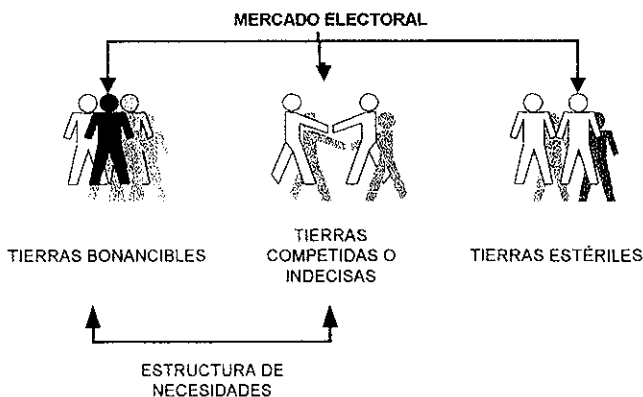 MERCADO ELECTORAL
TIERRAS BONANCIBLES
TIERRAS
COMPETIDAS O
INDECISAS
TIERRAS ESTÉRILES
ESTRUCTURA DE
NECESIDADES